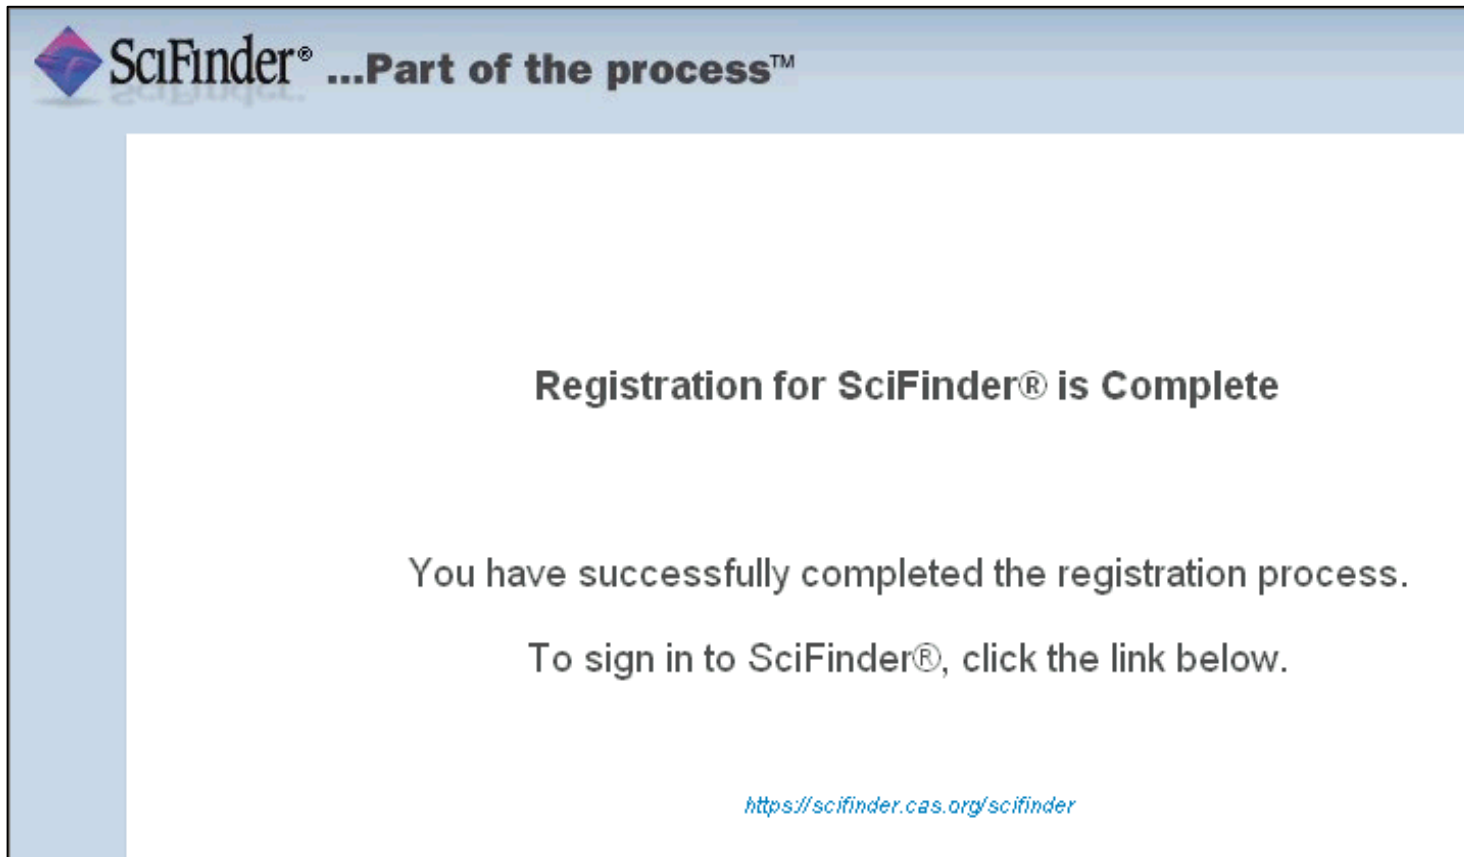 SciFinder® ...Part of the process™
Registration for SciFinder® is Complete
You have successfully completed the registration process.
To sign in to SciFinder®, click the link below.
https://scifinder.cas.org/scifinder